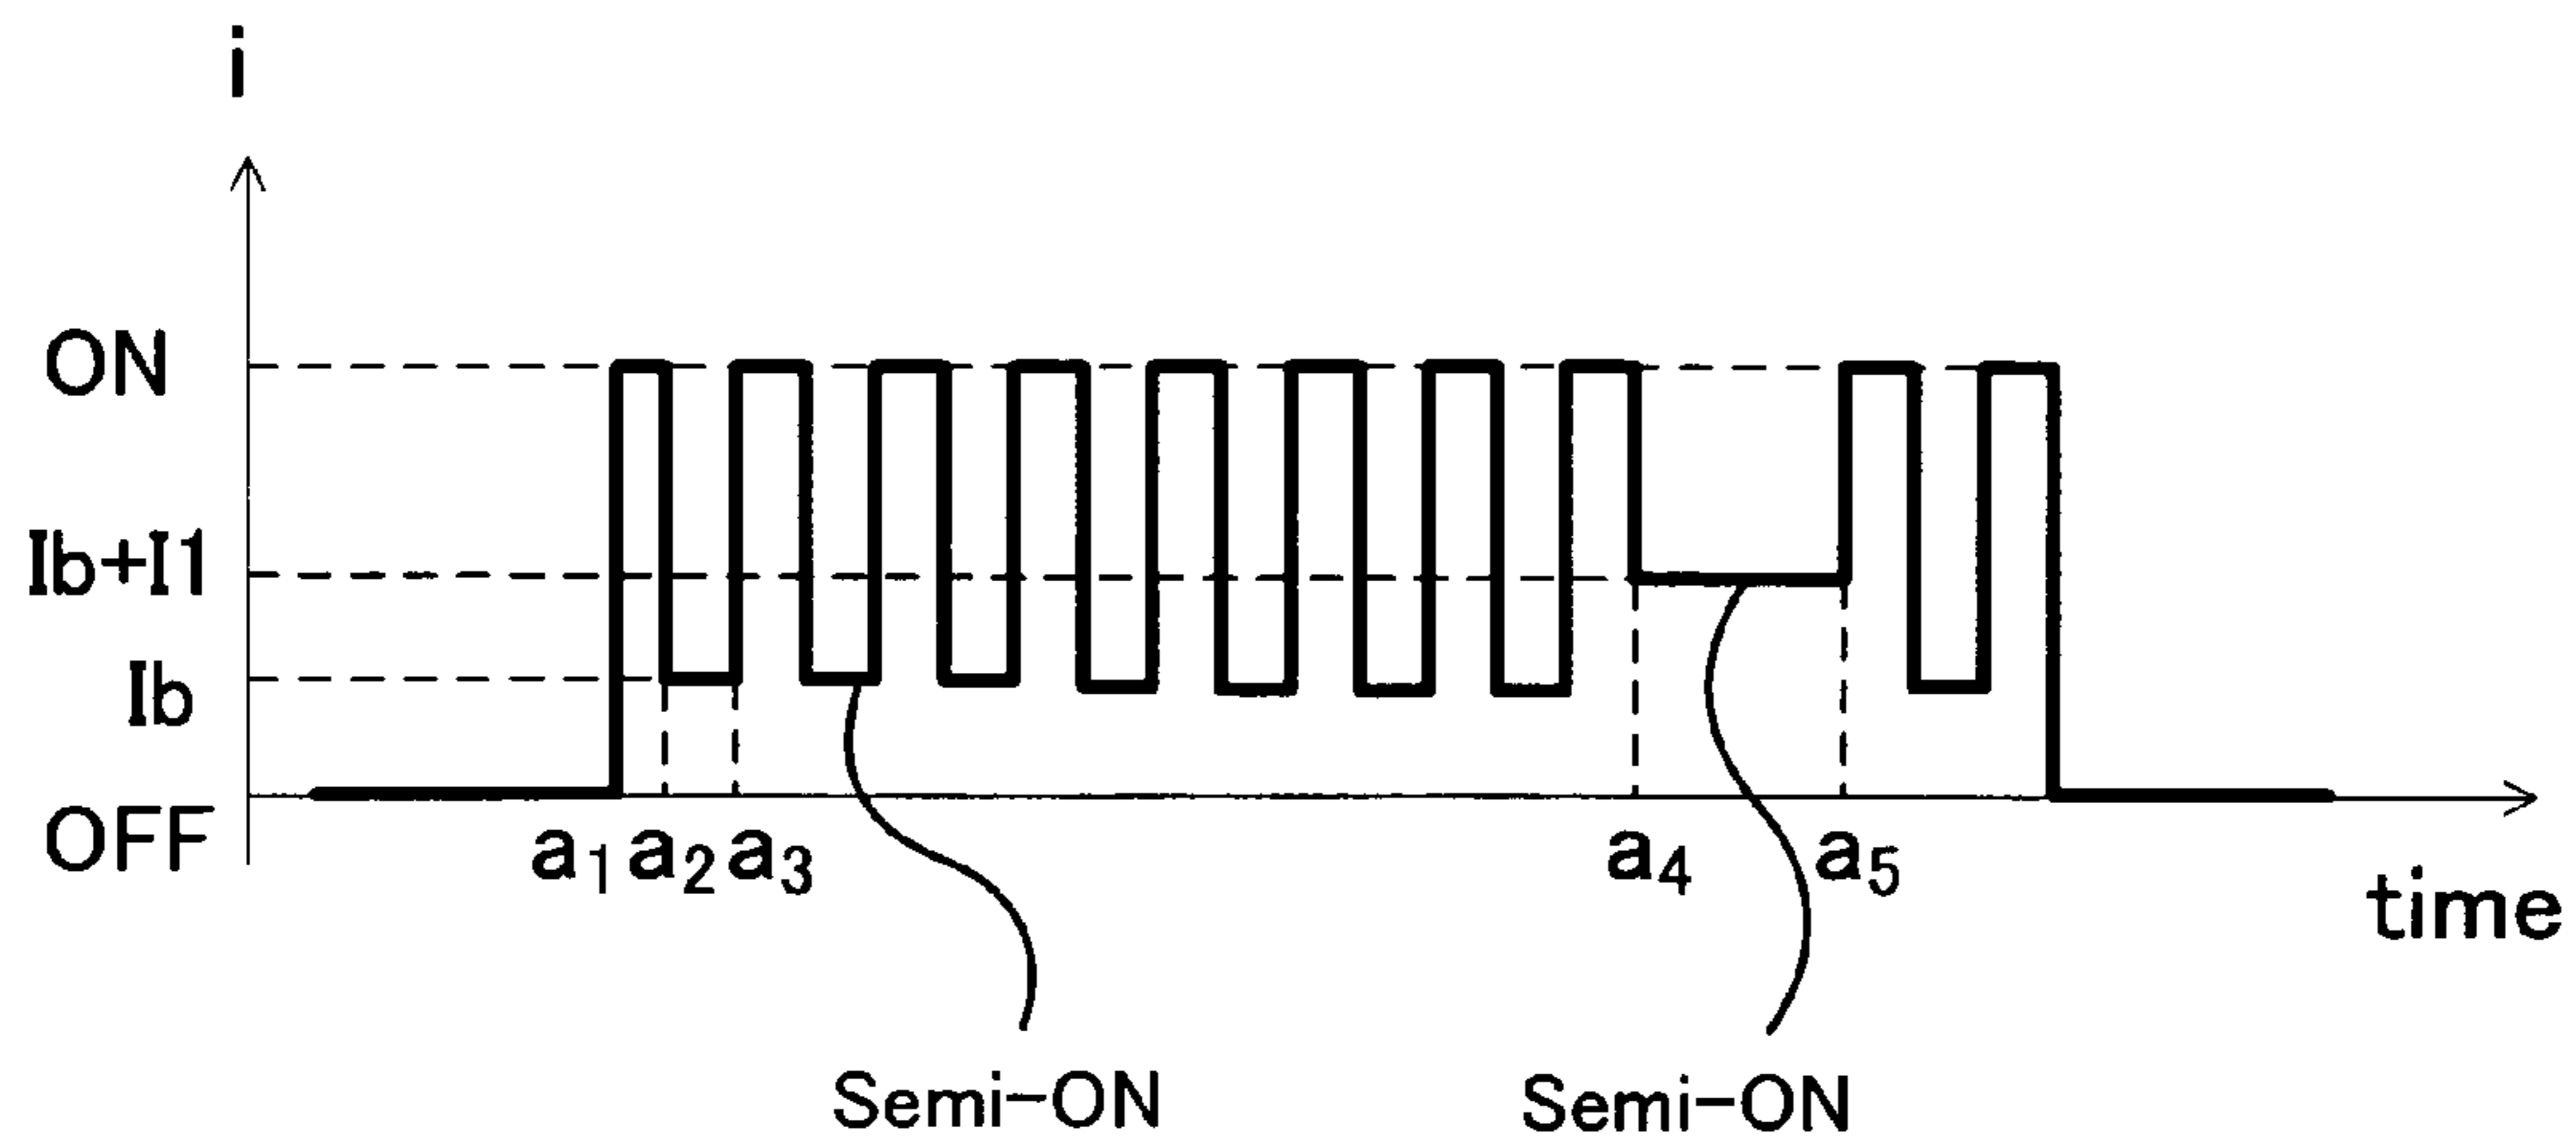 i
ON
Ib+I1
Ib
OFF
a1 a2 a3 a4 a5
time
Semi-ON Semi-ON